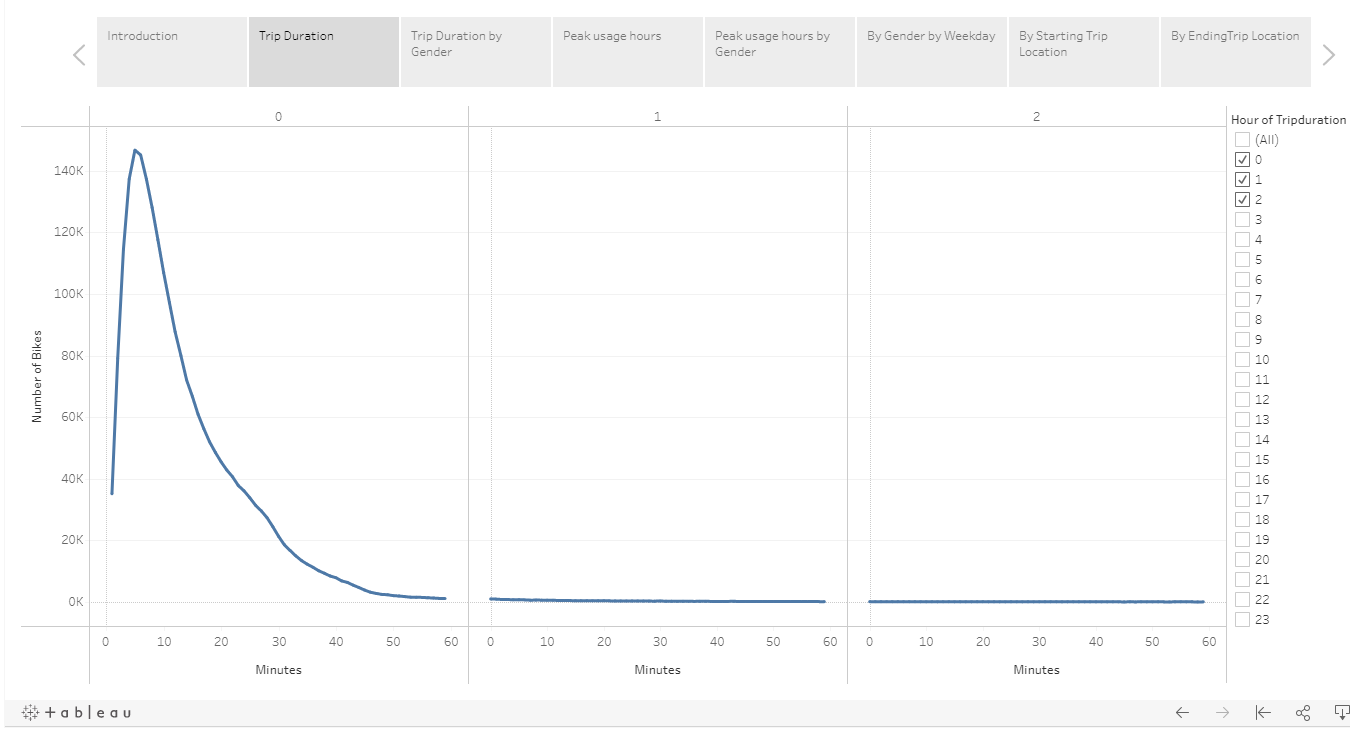 Introduction
Trip Duration
Trip Duration by
Gender
Peak usage hours
Peak usage hours by
Gender
By Gender by Weekday
By Starting Trip
Location
By EndingTrip Location
0
1
2
Hour of Tripduration
(All)
0
1
2
3
4
5
6
7
8
9
10
11
12
13
14
15
16
17
18
19
20
21
22
23
Number of Bikes
140K
120K
100K
80K
60K
40K
20K
0K
0 10 20 30 40 50 60
0 10 20 30 40 50 60
0 10 20 30 40 50 60
Minutes
Minutes
Minutes
+ableau